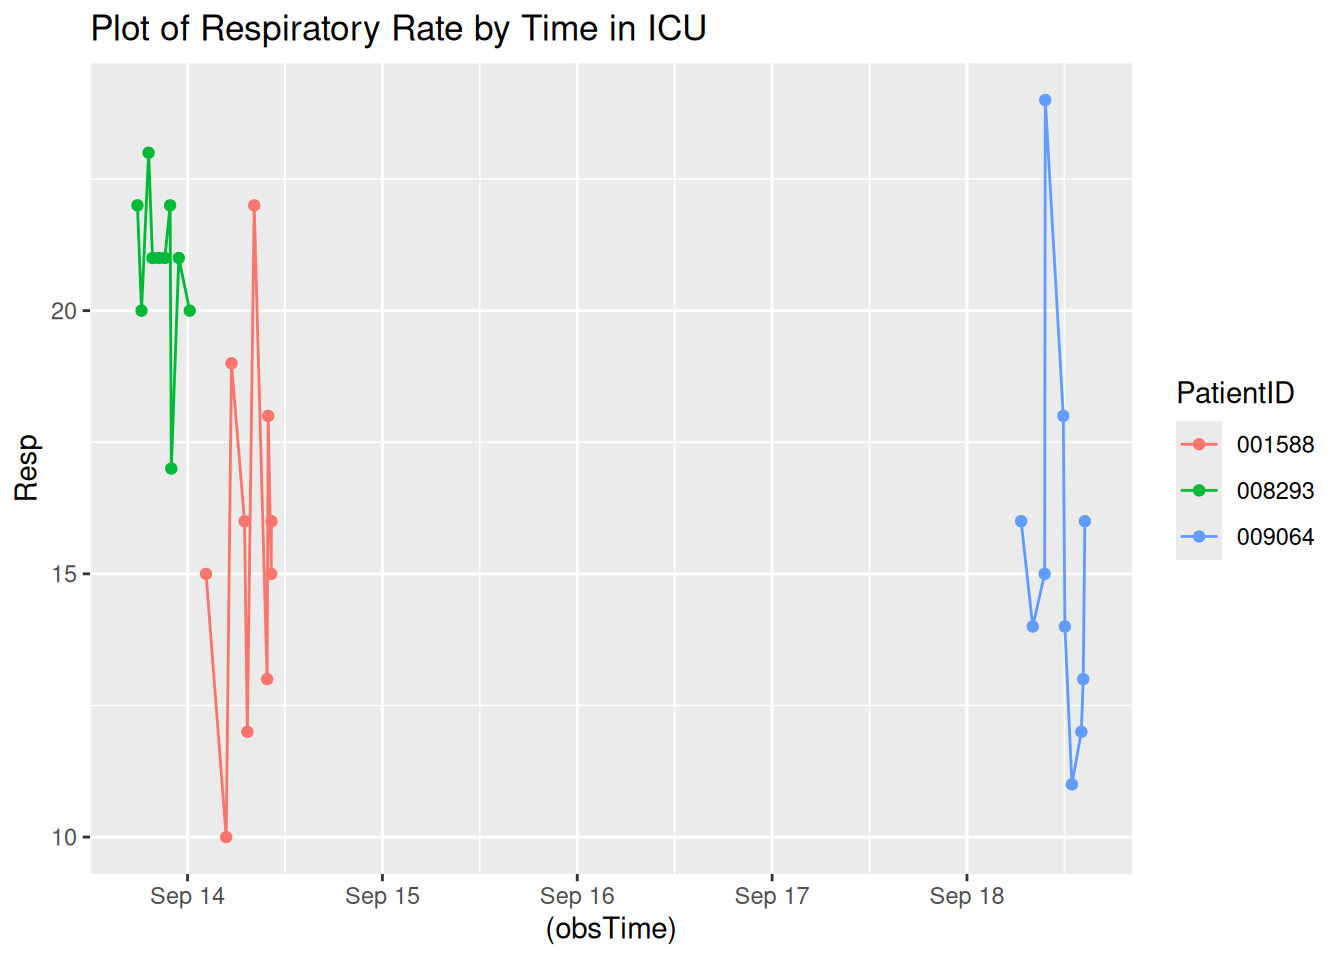 Plot of Respiratory Rate by Time in ICU
Resp
20
15
10
Sep 14 Sep 15 Sep 16 Sep 17 Sep 18
(obsTime)
PatientID
001588
008293
009064